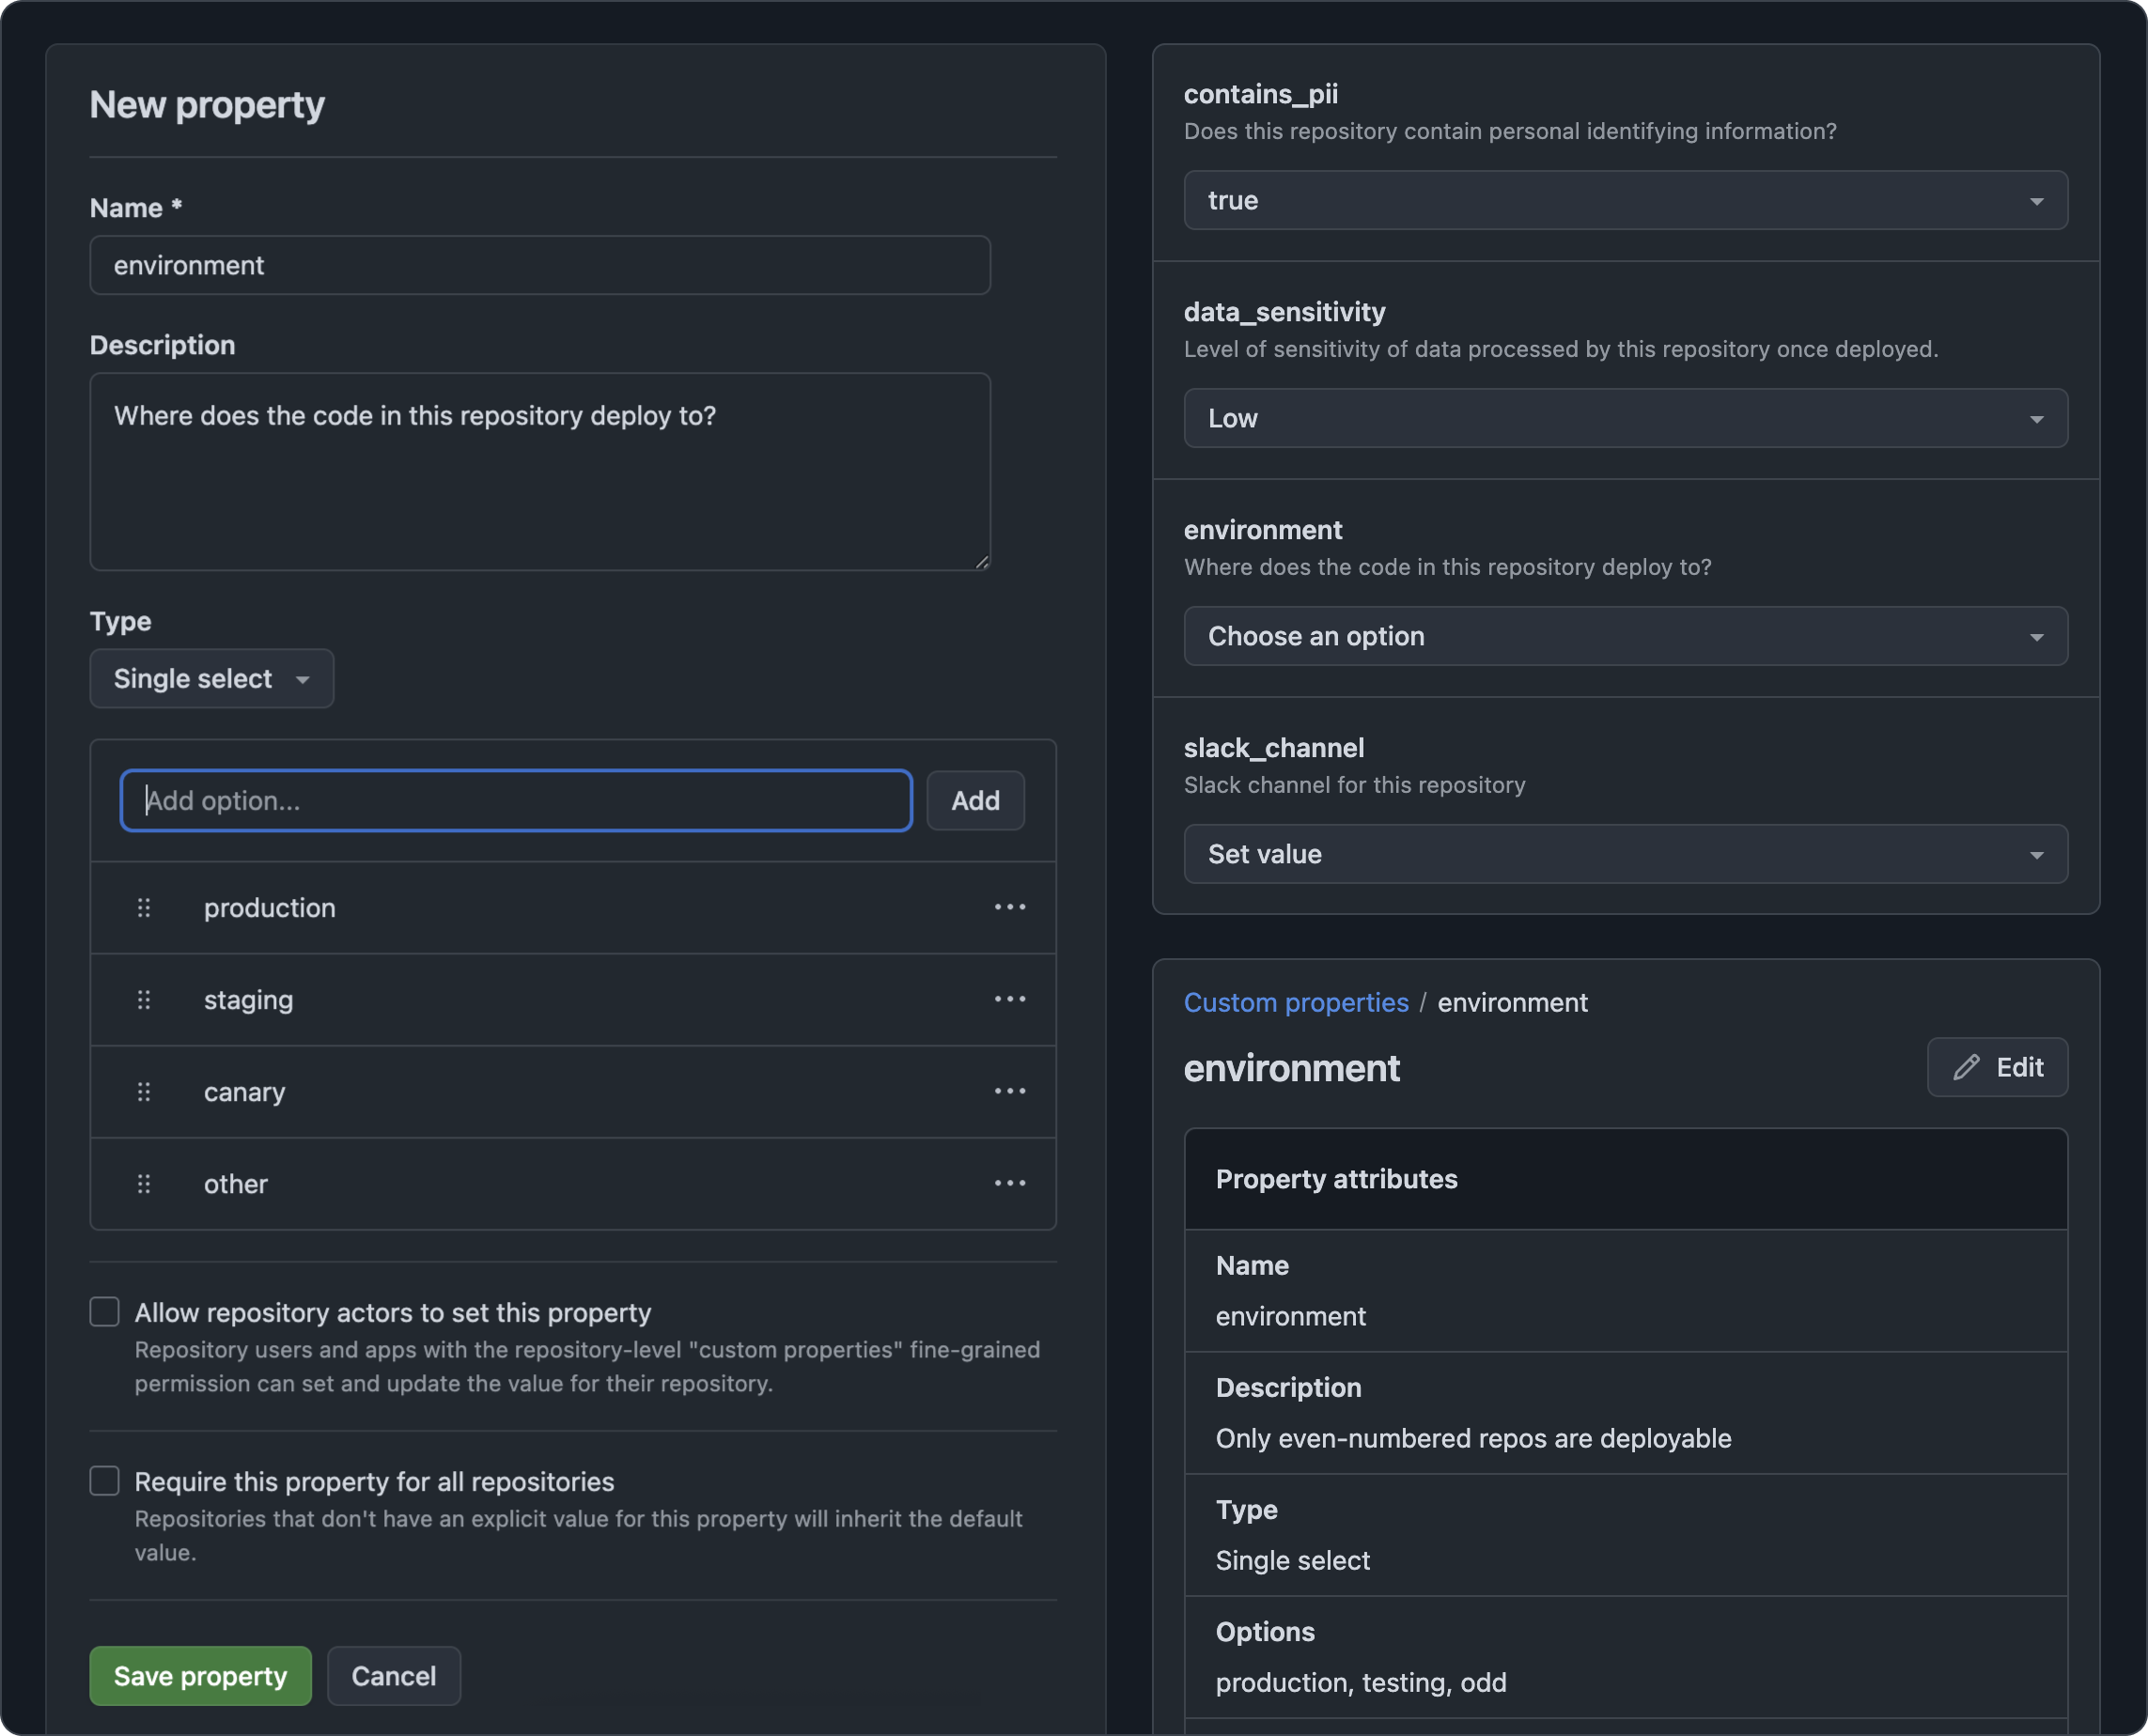 New property
Name *
environment
Description
Where does the code in this repository deploy to?
Type
Single select
Add option...
Add
production
staging
canary
other
Allow repository actors to set this property
Repository users and apps with the repository-level "custom properties" fine-grained
permission can set and update the value for their repository.
Require this property for all repositories
Repositories that don't have an explicit value for this property will inherit the default
value.
Save property
Cancel
contains_pii
Does this repository contain personal identifying information?
true
data_sensitivity
Level of sensitivity of data processed by this repository once deployed.
Low
environment
Where does the code in this repository deploy to?
Choose an option
slack_channel
Slack channel for this repository
Set value
Custom properties / environment
environment
Edit
Property attributes
Name
environment
Description
Only even-numbered repos are deployable
Type
Single select
Options
production, testing, odd